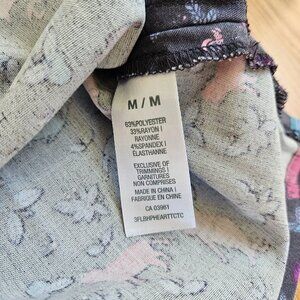 M / M
63%POLYESTER
33%RAYON \
RAYONNE
4%SPANDEX \
ÉLASTHANNE
EXCLUSIVE OF
TRIMMINGS \
GARNITURES
NON COMPRISES
MADE IN CHINA \
FABRIQUÉ EN CHINE
CA 03961
3FLBHPHEARTTCTC